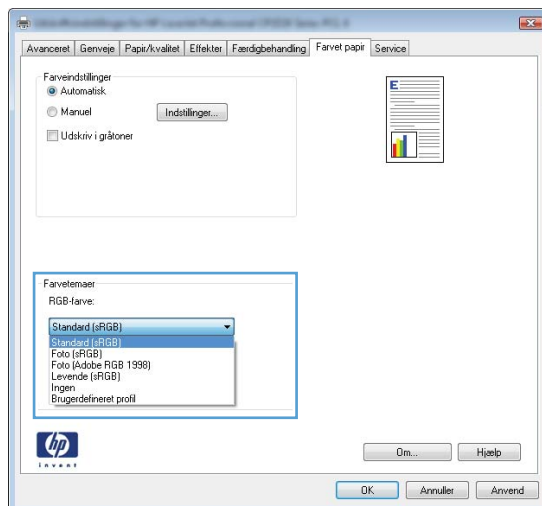 Avanceret Genveje Papir/kvalitet Effekter Færdigbehandling Farvet papir Service
Farveindstillinger
Automatisk
Manuel Indstillinger...
Udskriv i gråtoner
E
Farvetemaer
RGB-farve:
Standard (sRGB)
Standard (sRGB)
Foto (sRGB)
Foto (Adobe RGB 1998)
Levende (sRGB)
Ingen
Brugerdefineret profil
hp
invent
Om... Hjælp
OK Annuller Anvend